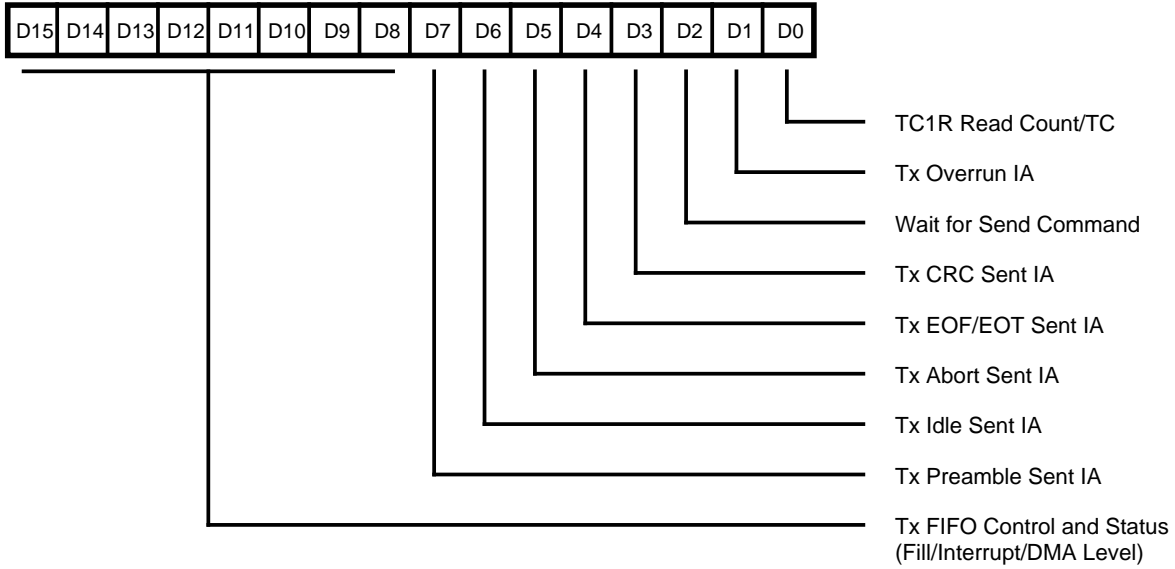 D15 D14 D13 D12 D11 D10 D9 D8 D7 D6 D5 D4 D3 D2 D1 D0
TC1R Read Count/TC
Tx Overrun IA
Wait for Send Command
Tx CRC Sent IA
Tx EOF/EOT Sent IA
Tx Abort Sent IA
Tx Idle Sent IA
Tx Preamble Sent IA
Tx FIFO Control and Status
(Fill/Interrupt/DMA Level)